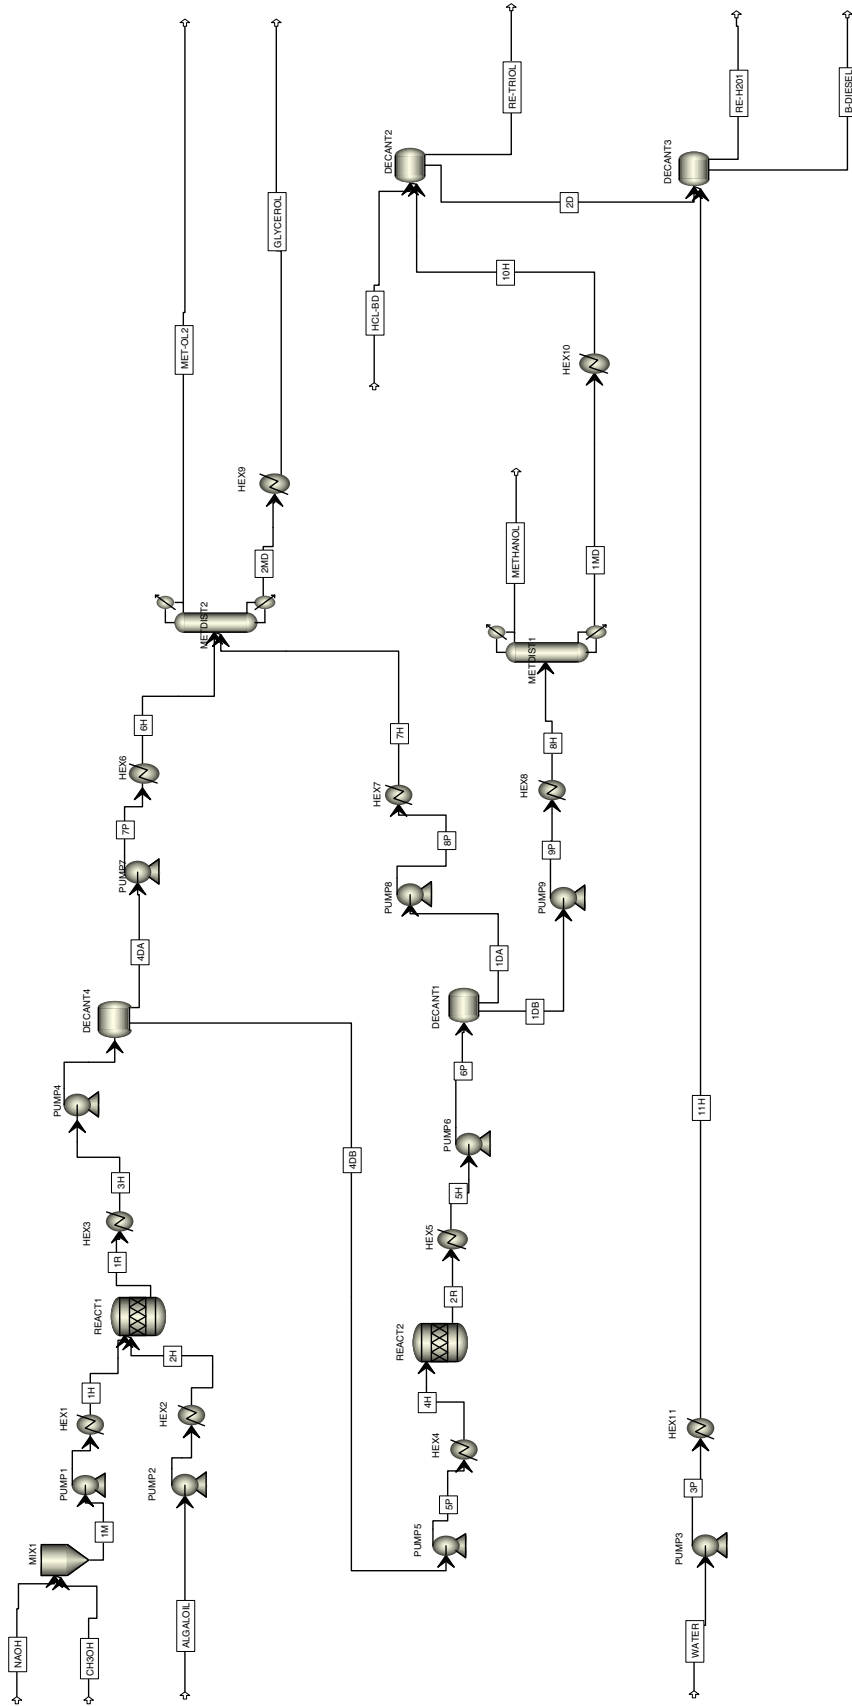 NAOH
CH3OH
MIX1
1M
PUMP1
HEX1
1H
ALGALOIL
PUMP2
HEX2
2H
REACT1
1R
HEX3
3H
PUMP4
DECANT4
4DA
4DB
PUMP7
7P
HEX6
6H
METDIST2
MET-OL2
2MD
HEX9
GLYCEROL
PUMP5
5P
HEX4
4H
REACT2
2R
HEX5
5H
PUMP6
6P
DECANT1
1DA
1DB
PUMP8
8P
HEX7
7H
PUMP9
9P
HEX8
8H
METDIST1
METHANOL
1MD
HEX10
10H
HCL-BD
DECANT2
RE-TRIOL
2D
WATER
PUMP3
3P
HEX11
11H
DECANT3
RE-H201
B-DIESEL